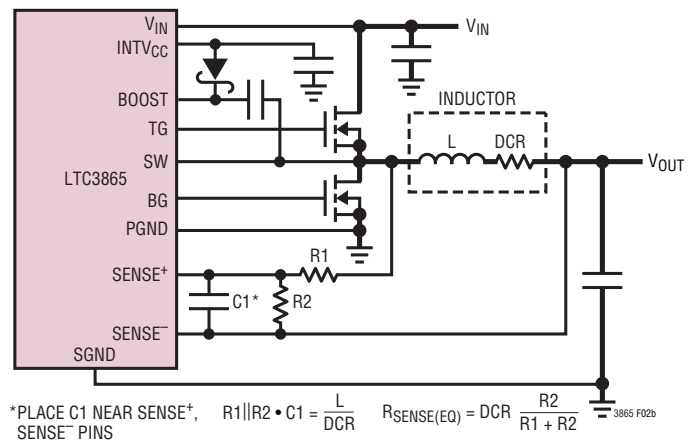 V_IN
INTV_CC
BOOST
TG
SW
LTC3865
BG
PGND
SENSE⁺
SENSE⁻
SGND
V_IN
INDUCTOR
L DCR
V_OUT
R1
C1* R2
*PLACE C1 NEAR SENSE⁺,
SENSE⁻ PINS
R1||R2 • C1 = L/DCR
R_SENSE(EQ) = DCR R2/(R1 + R2)
3865 F02b